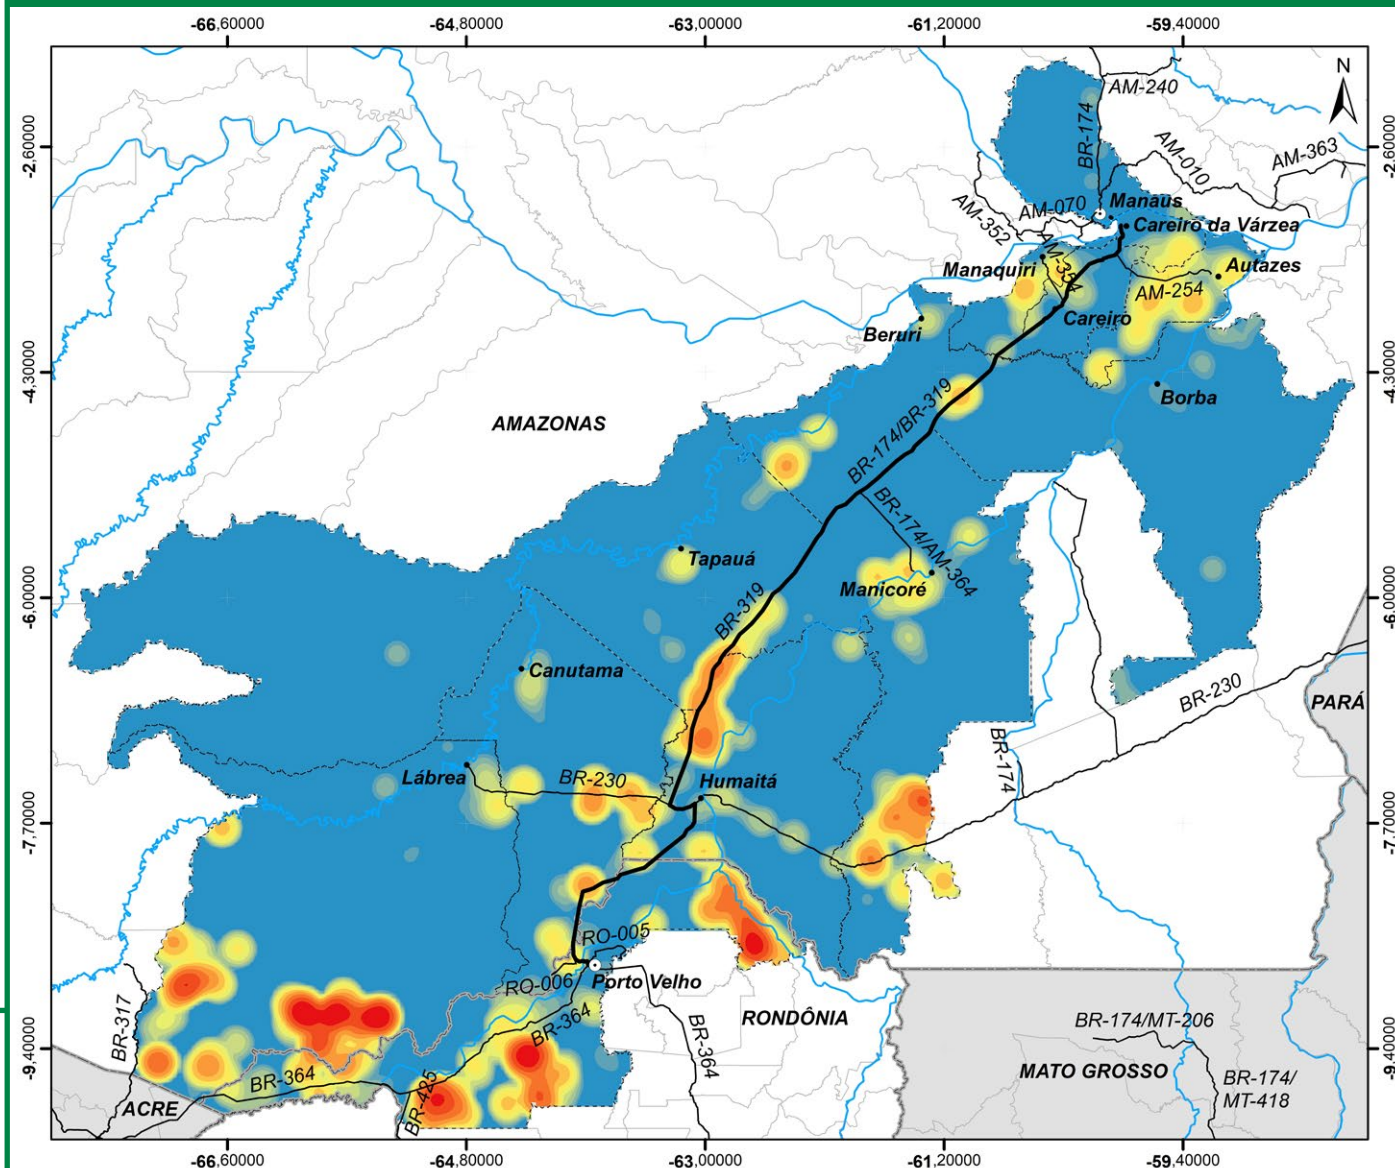 -66,60000 -64,80000 -63,00000 -61,20000 -59,40000
N
AM-240
BR-174
-2,60000
-2,60000
AM-010
AM-363
AM-352
AM-070
Manaus
Careiro da Várzea
Manaquiri
AM-354
Autazes
AM-254
Careiro
Beruri
-4,30000
-4,30000
BR-174/BR-319
Borba
AMAZONAS
BR-174/AM-364
Tapauá
Manicoré
-6,00000
-6,00000
BR-319
Canutama
BR-230
PARÁ
BR-174
Lábrea
BR-230
Humaitá
-7,70000
-7,70000
RO-005
RO-006
Porto Velho
BR-317
BR-364
BR-364
RONDÔNIA
BR-174/MT-206
-9,40000
-9,40000
BR-364
BR-425
MATO GROSSO
BR-174/
MT-418
ACRE
-66,60000 -64,80000 -63,00000 -61,20000 -59,40000